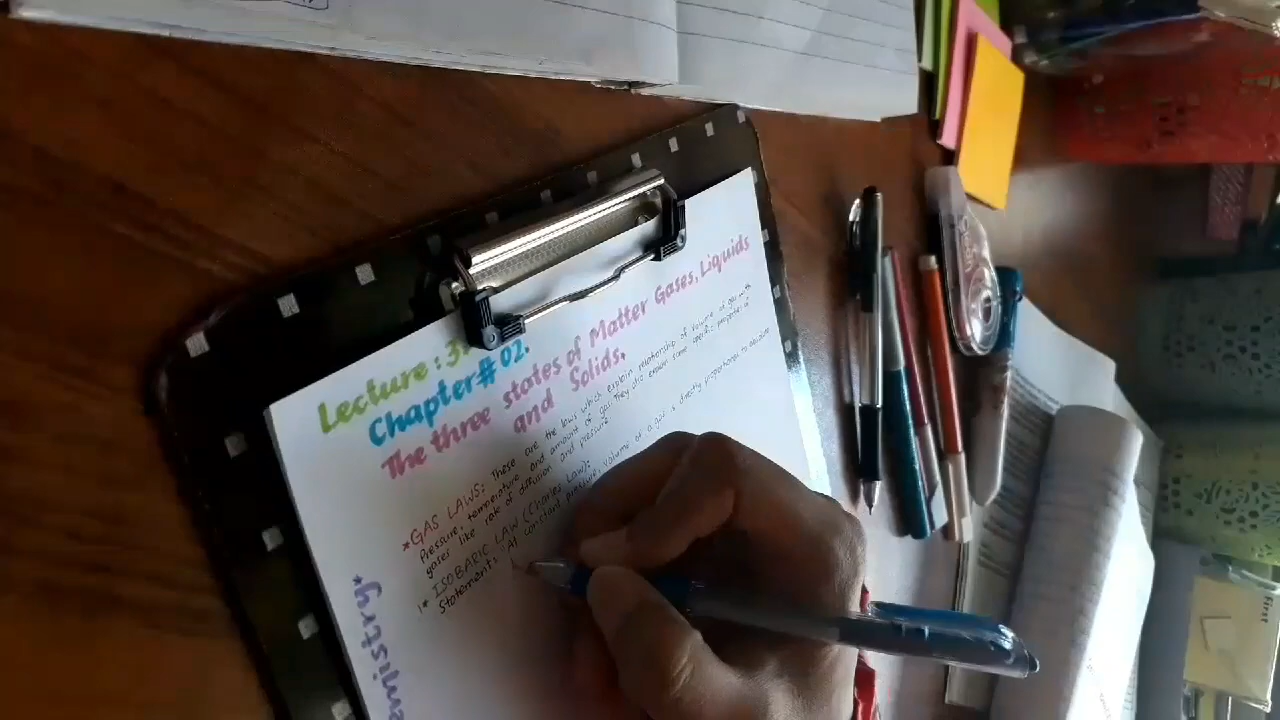 Lecture: 3
Chapter# 02.
The three states of Matter Gases, Liquids
and Solids.
*GAS LAWS: These are the laws which explain relationship of volume of gas with
Pressure, temperature and amount of gas they did explain some specific properties of
gases like rate of diffusion and pressure.
1* ISOBARIC LAW (Charles Law):
Statement: "At constant pressure, volume of a gas is directly proportional to absolute
emistry*
first